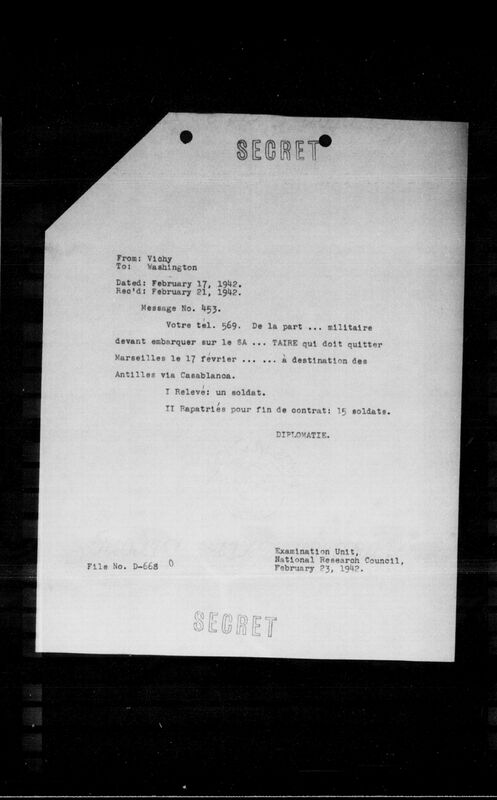 SECRET
From: Vichy
To: Washington
Dated: February 17, 1942.
Rec'd: February 21, 1942.
Message No. 453.
Votre tél. 569. De la part ... militaire
devant embarquer sur le SA ... TAIRE qui doit quitter
Marseilles le 17 février ... ... à destination des
Antilles via Casablanca.
I Relevé: un soldat.
II Rapatriés pour fin de contrat: 15 soldats.
DIPLOMATIE.
Examination Unit,
National Research Council,
February 23, 1942.
File No. D-668 0
SECRET